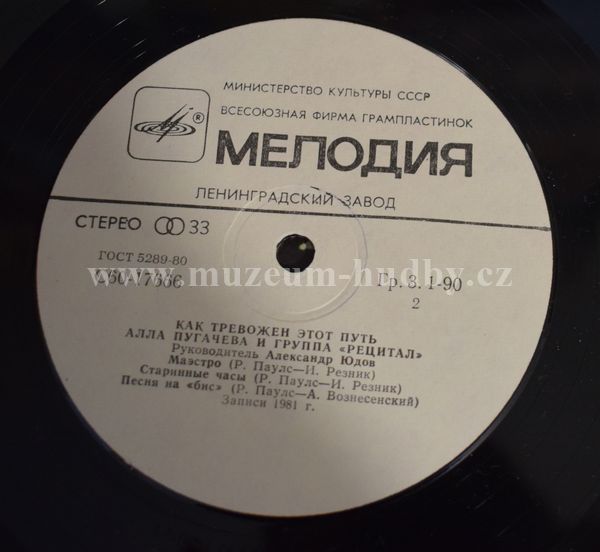 МИНИСТЕРСТВО КУЛЬТУРЫ СССР
ВСЕСОЮЗНАЯ ФИРМА ГРАМПЛАСТИНОК
®
МЕЛОДИЯ
ЛЕНИНГРАДСКИЙ ЗАВОД
СТЕРЕО 33
ГОСТ 5289-80
www.muzeum-hudby.cz
Гр. 3. 1-90
2
КАК ТРЕВОЖЕН ЭТОТ ПУТЬ
АЛЛА ПУГАЧЕВА И ГРУППА «РЕЦИТАЛ»
Руководитель Александр Юдов
Маэстро (Р. Паулс—И. Резник)
Старинные часы (Р. Паулс—И. Резник)
Песня на «бис» (Р. Паулс—А. Вознесенский)
Записи 1981 г.